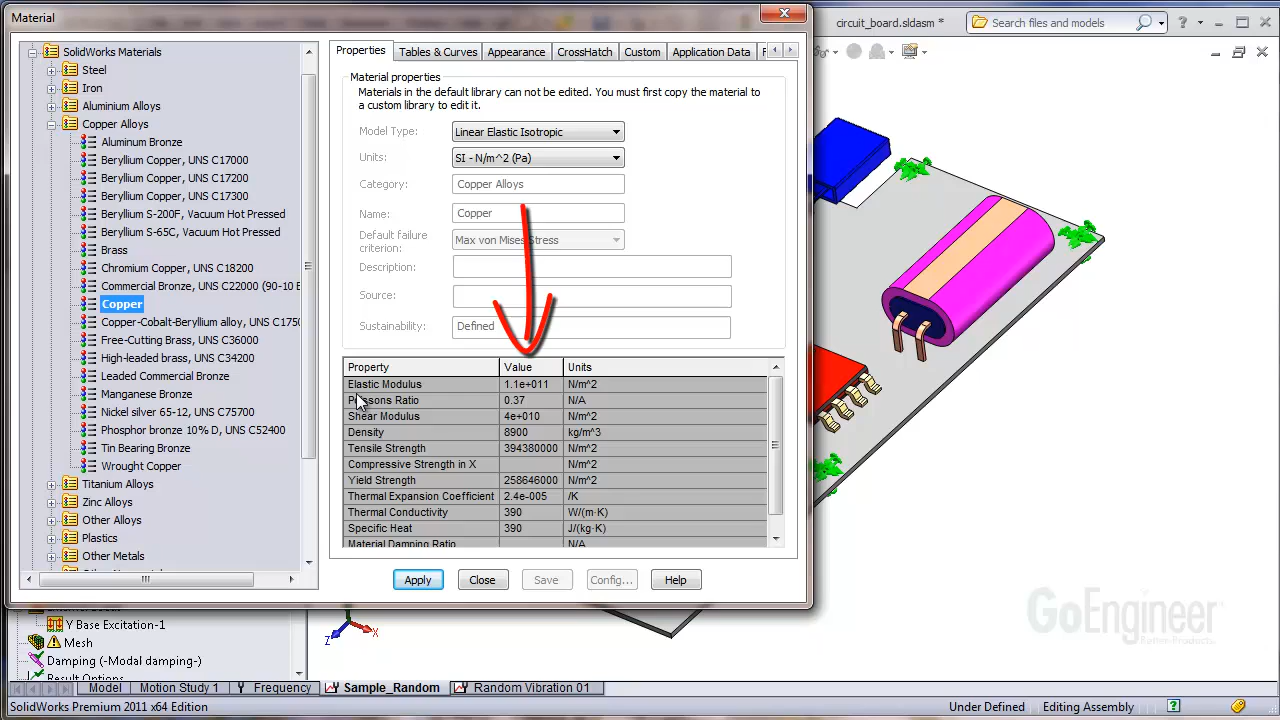 Material
circuit_board.sldasm *
Search files and models
SolidWorks Materials
Steel
Iron
Aluminium Alloys
Copper Alloys
Aluminum Bronze
Beryllium Copper, UNS C17000
Beryllium Copper, UNS C17200
Beryllium Copper, UNS C17300
Beryllium S-200F, Vacuum Hot Pressed
Beryllium S-65C, Vacuum Hot Pressed
Brass
Chromium Copper, UNS C18200
Commercial Bronze, UNS C22000 (90-10 B
Copper
Copper-Cobalt-Beryllium alloy, UNS C1750
Free-Cutting Brass, UNS C36000
High-leaded brass, UNS C34200
Leaded Commercial Bronze
Manganese Bronze
Nickel silver 65-12, UNS C75700
Phosphor bronze 10% D, UNS C52400
Tin Bearing Bronze
Wrought Copper
Titanium Alloys
Zinc Alloys
Other Alloys
Plastics
Other Metals
Properties Tables & Curves Appearance CrossHatch Custom Application Data
Material properties
Materials in the default library can not be edited. You must first copy the material to
a custom library to edit it.
Model Type: Linear Elastic Isotropic
Units: SI - N/m^2 (Pa)
Category: Copper Alloys
Name: Copper
Default failure
criterion: Max von Mises Stress
Description:
Source:
Sustainability: Defined
Property Value Units
Elastic Modulus 1.1e+011 N/m^2
Poissons Ratio 0.37 N/A
Shear Modulus 4e+010 N/m^2
Density 8900 kg/m^3
Tensile Strength 394380000 N/m^2
Compressive Strength in X N/m^2
Yield Strength 258646000 N/m^2
Thermal Expansion Coefficient 2.4e-005 /K
Thermal Conductivity 390 W/(m·K)
Specific Heat 390 J/(kg·K)
Material Damping Ratio N/A
Apply Close Save Config... Help
Y Base Excitation-1
Mesh
Damping (-Modal damping-)
Result Options
Z X
GoEngineer
Model Motion Study 1 Frequency Sample_Random Random Vibration 01
SolidWorks Premium 2011 x64 Edition
Under Defined Editing Assembly